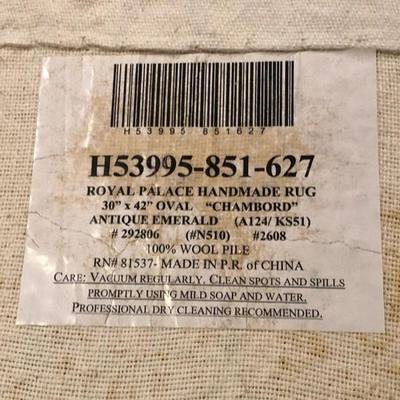 H53995 851627
H53995-851-627
ROYAL PALACE HANDMADE RUG
30" x 42" OVAL "CHAMBORD"
ANTIQUE EMERALD (A124/ KS51)
# 292806 (#N510) #2608
100% WOOL PILE
RN# 81537- MADE IN P.R. of CHINA
CARE: VACUUM REGULARLY. CLEAN SPOTS AND SPILLS
PROMPTLY USING MILD SOAP AND WATER.
PROFESSIONAL DRY CLEANING RECOMMENDED.